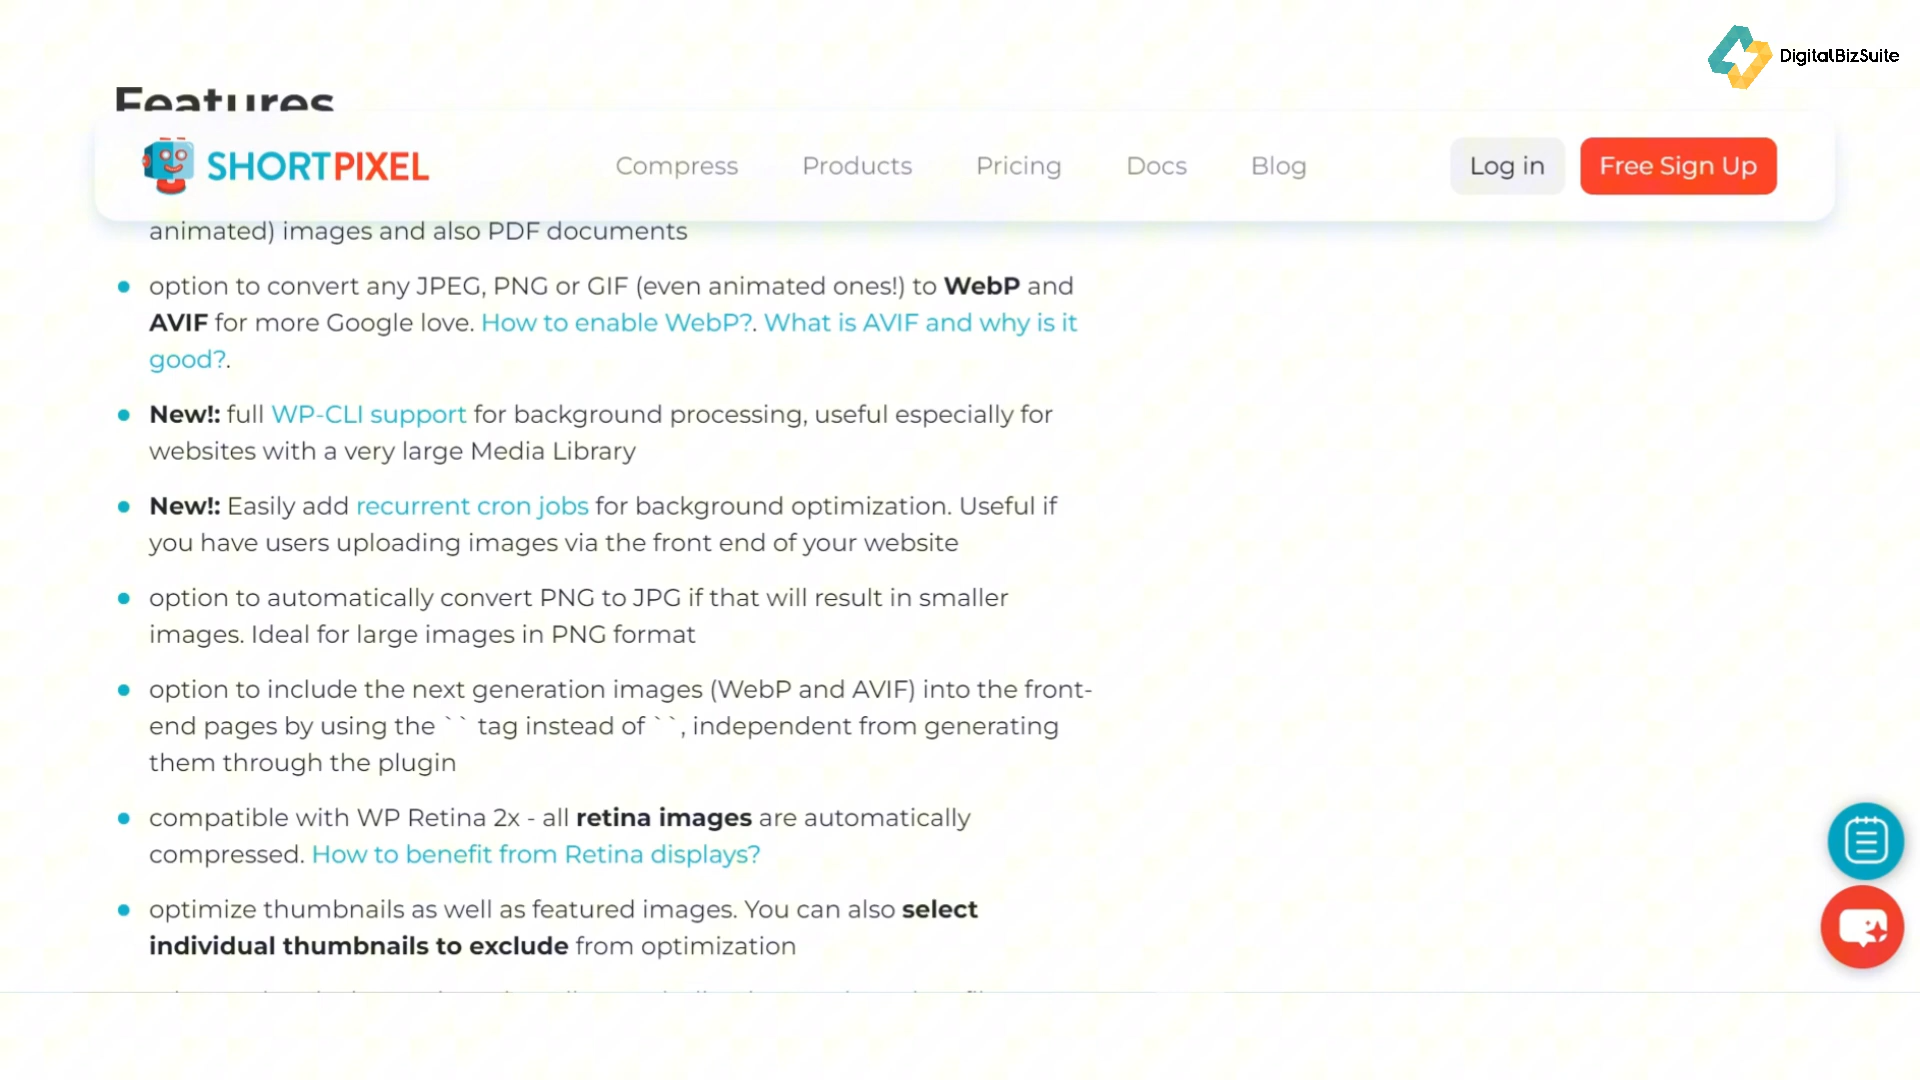 DigitalBizSuite
Features
SHORTPIXEL
Compress
Products
Pricing
Docs
Blog
Log in
Free Sign Up
animated) images and also PDF documents
option to convert any JPEG, PNG or GIF (even animated ones!) to WebP and
AVIF for more Google love. How to enable WebP?. What is AVIF and why is it
good?.
New!: full WP-CLI support for background processing, useful especially for
websites with a very large Media Library
New!: Easily add recurrent cron jobs for background optimization. Useful if
you have users uploading images via the front end of your website
option to automatically convert PNG to JPG if that will result in smaller
images. Ideal for large images in PNG format
option to include the next generation images (WebP and AVIF) into the front-
end pages by using the `` tag instead of ``, independent from generating
them through the plugin
compatible with WP Retina 2x - all retina images are automatically
compressed. How to benefit from Retina displays?
optimize thumbnails as well as featured images. You can also select
individual thumbnails to exclude from optimization